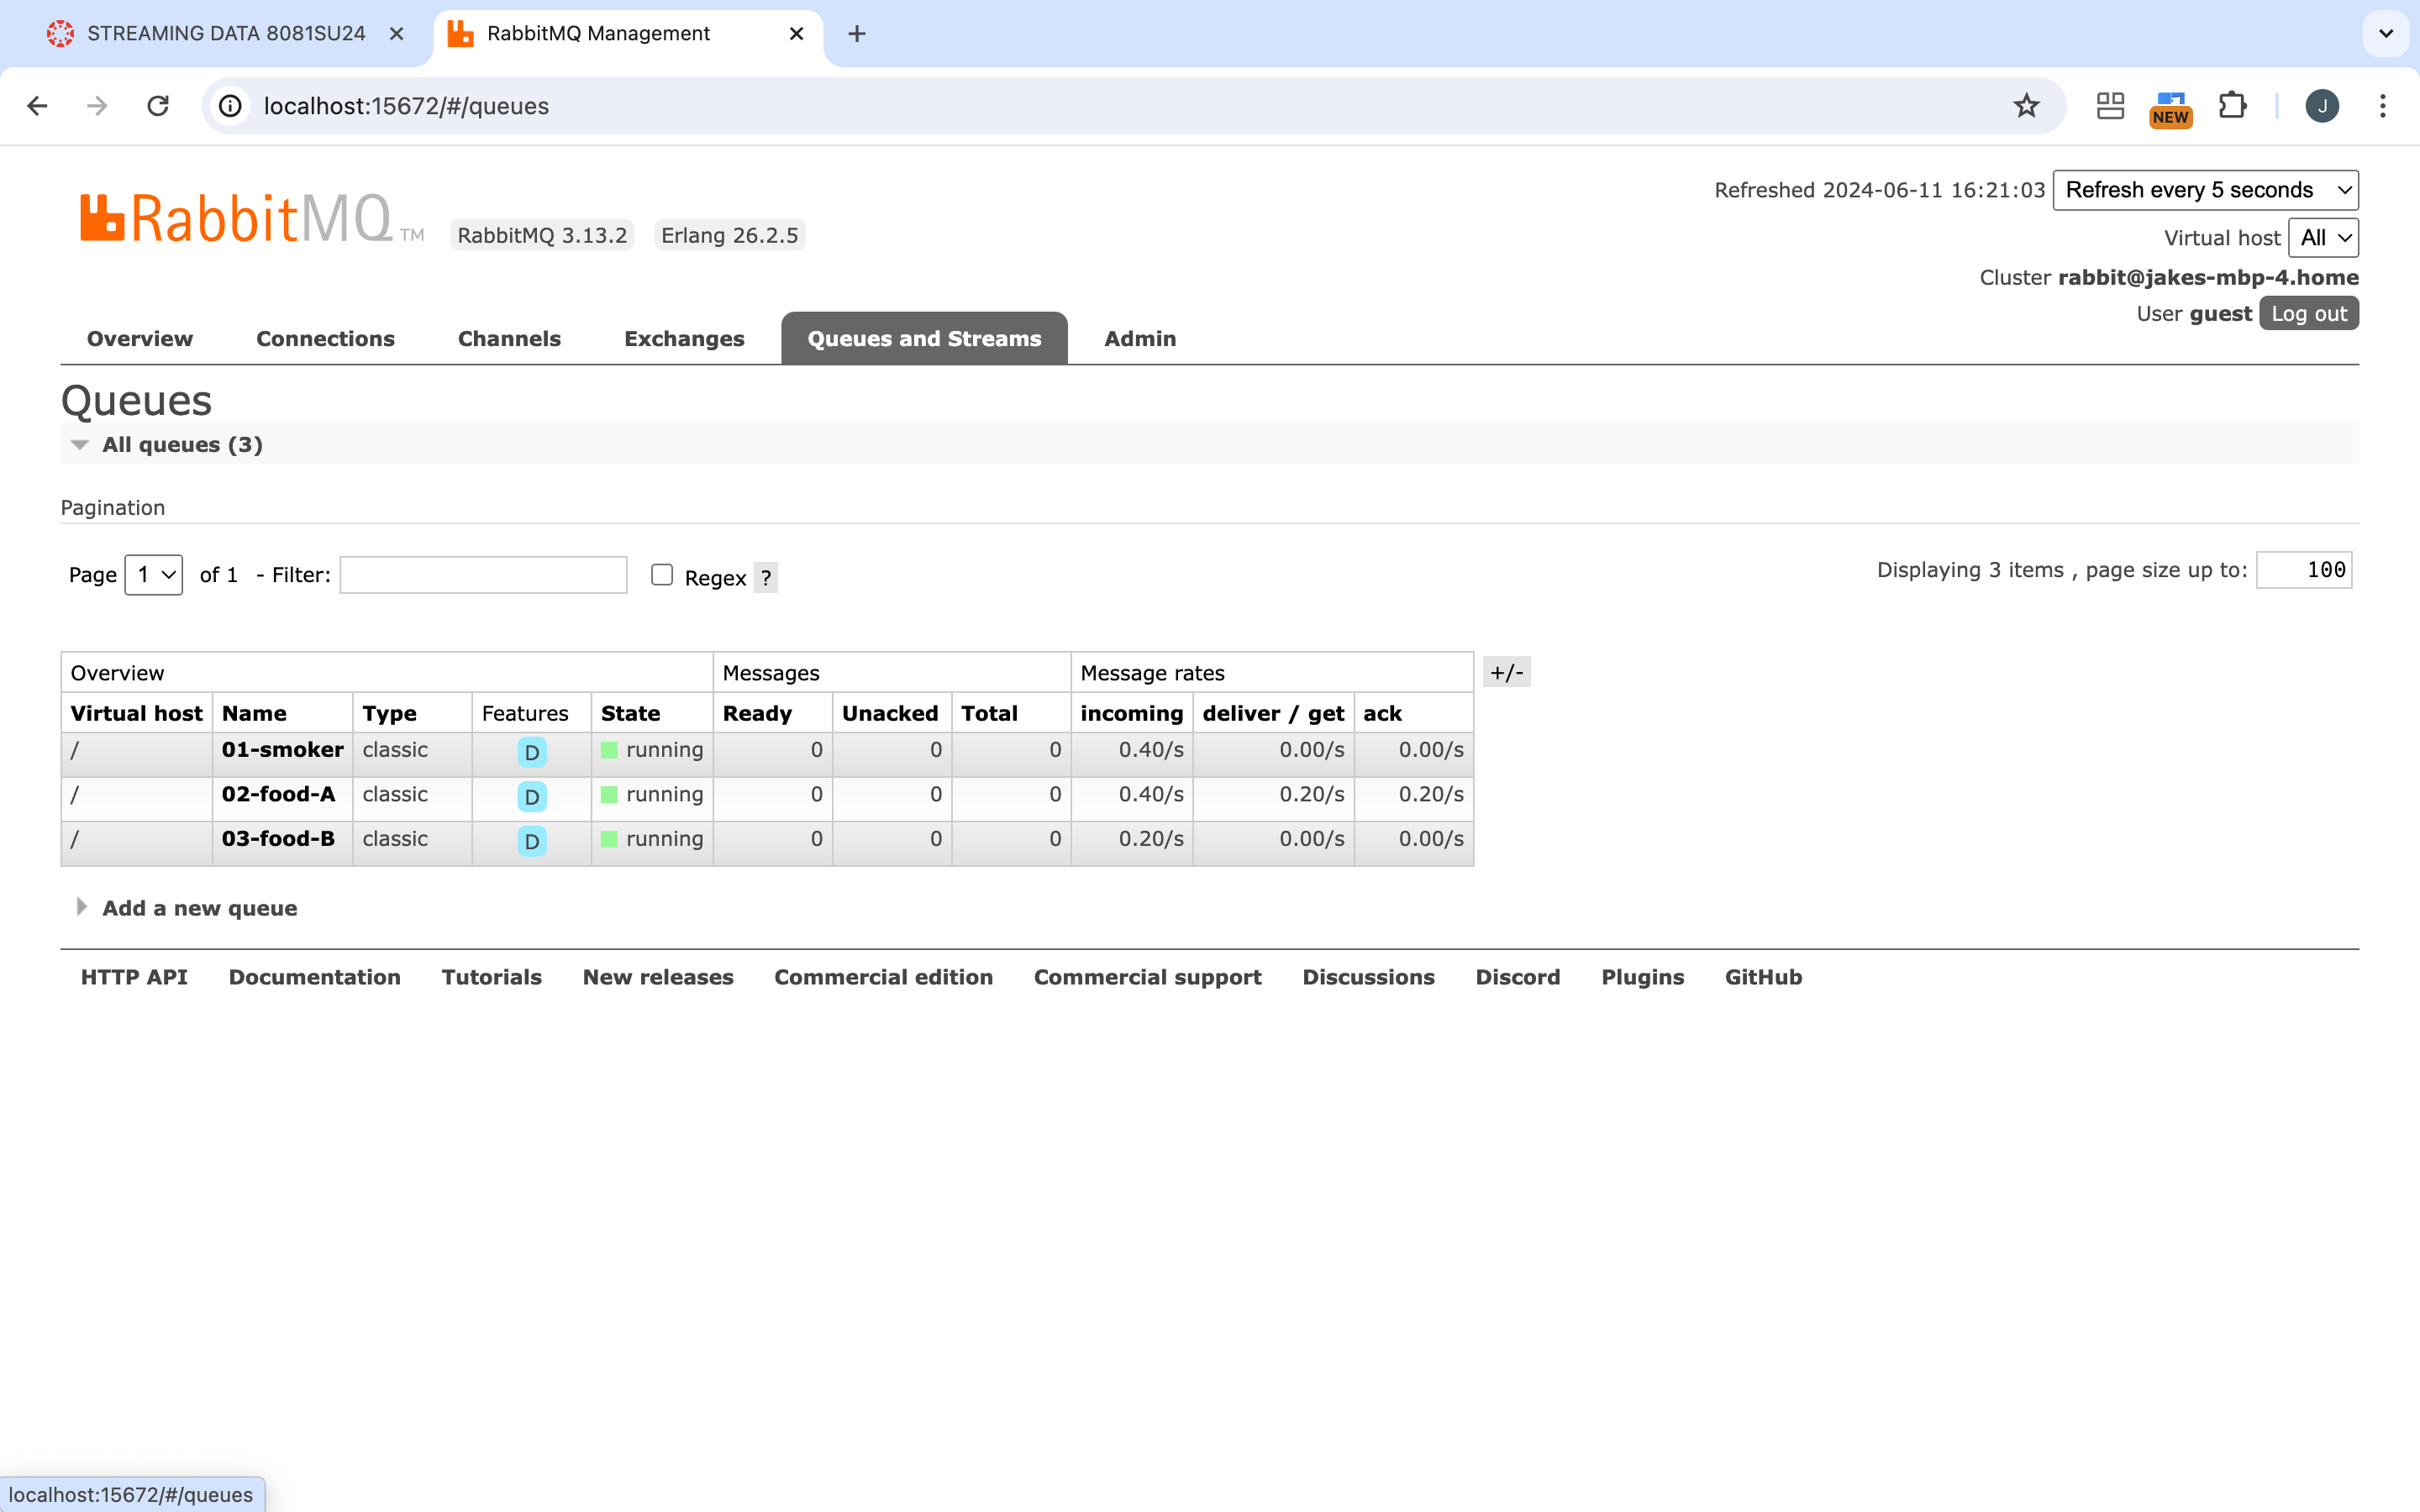 STREAMING DATA 8081SU24
RabbitMQ Management
localhost:15672/#/queues
NEW
J
RabbitMQ TM
RabbitMQ 3.13.2
Erlang 26.2.5
Refreshed 2024-06-11 16:21:03 Refresh every 5 seconds
Virtual host All
Cluster rabbit@jakes-mbp-4.home
User guest Log out
Overview Connections Channels Exchanges Queues and Streams Admin
Queues
All queues (3)
Pagination
Page 1 of 1 - Filter: Regex ? Displaying 3 items , page size up to: 100
Overview Messages Message rates +/-
Virtual host Name Type Features State Ready Unacked Total incoming deliver / get ack
/ 01-smoker classic D running 0 0 0 0.40/s 0.00/s 0.00/s
/ 02-food-A classic D running 0 0 0 0.40/s 0.20/s 0.20/s
/ 03-food-B classic D running 0 0 0 0.20/s 0.00/s 0.00/s
Add a new queue
HTTP API Documentation Tutorials New releases Commercial edition Commercial support Discussions Discord Plugins GitHub
localhost:15672/#/queues